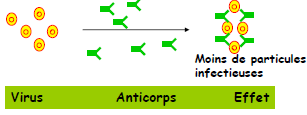 Moins de particules
infectieuses
Virus Anticorps Effet